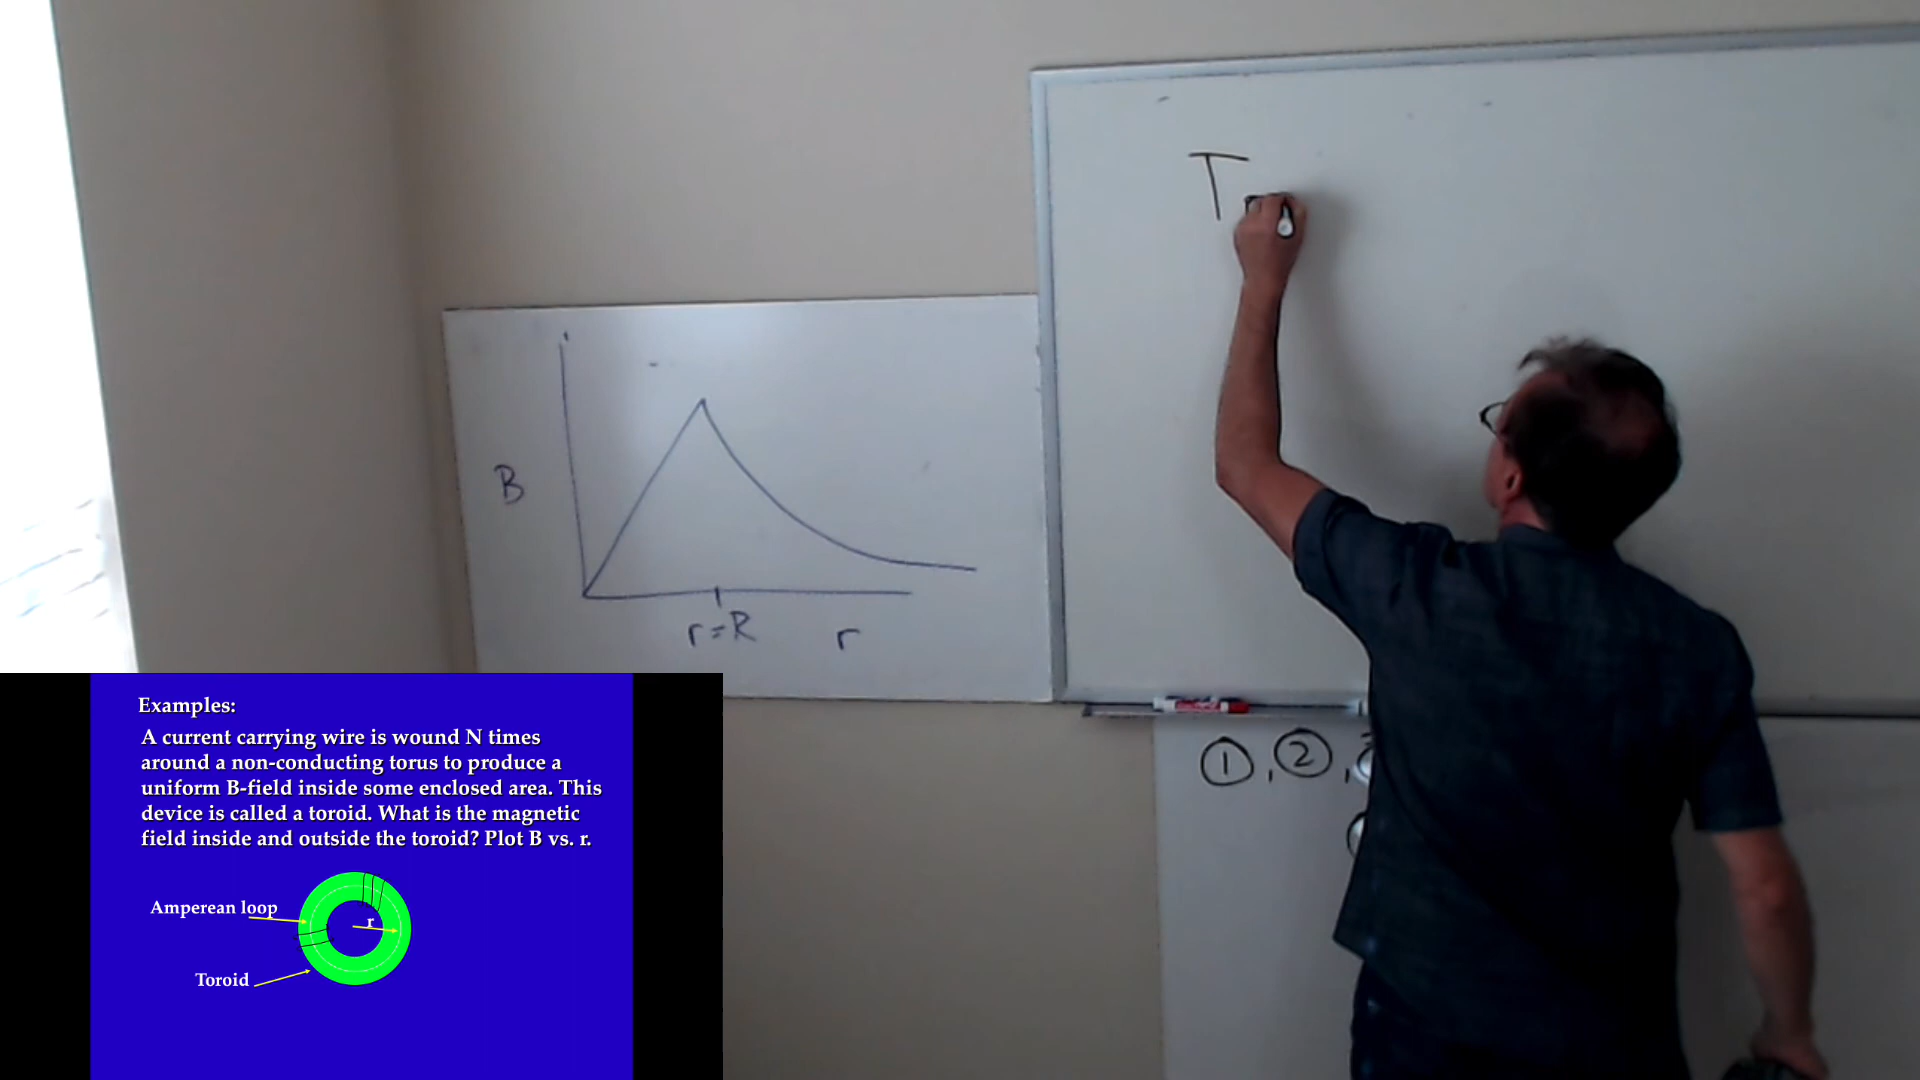 T
B
r=R r
①, ②,
Examples:
A current carrying wire is wound N times
around a non-conducting torus to produce a
uniform B-field inside some enclosed area. This
device is called a toroid. What is the magnetic
field inside and outside the toroid? Plot B vs. r.
Amperean loop
r
Toroid